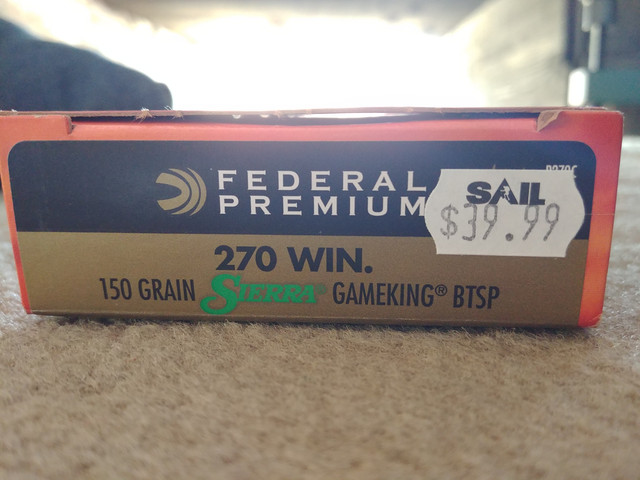 FEDERAL
PREMIUM
SAIL
$39.99
270 WIN.
150 GRAIN SIERRA® GAMEKING® BTSP